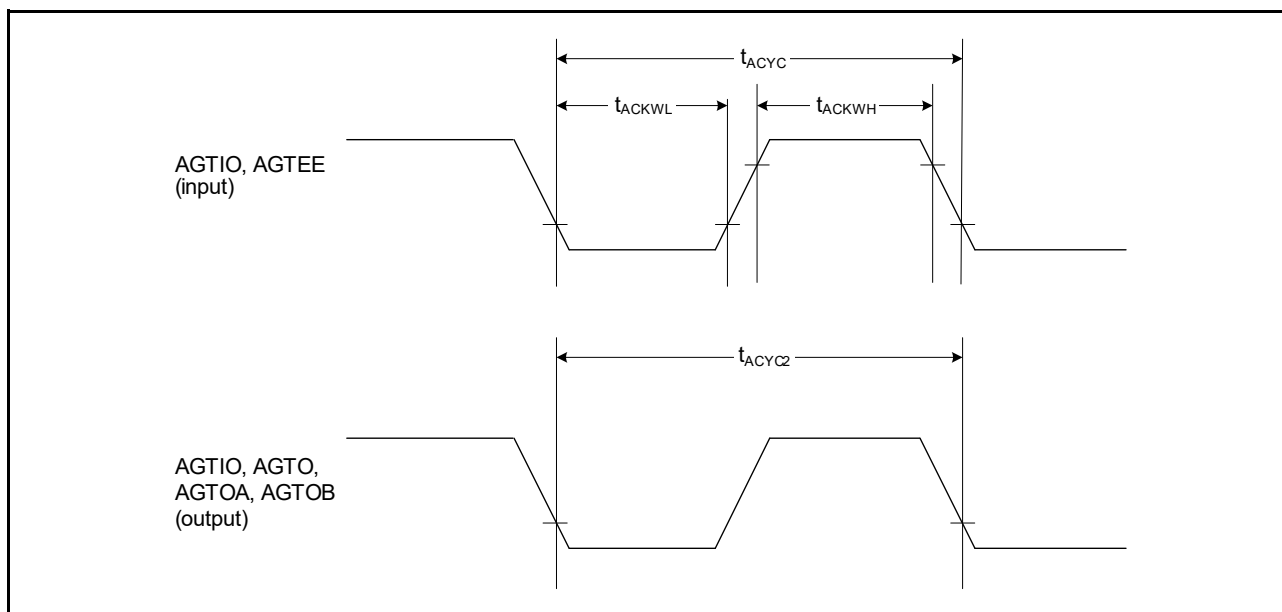 tACYC
tACKWL
tACKWH
AGTIO, AGTEE
(input)
tACYC2
AGTIO, AGTO,
AGTOA, AGTOB
(output)